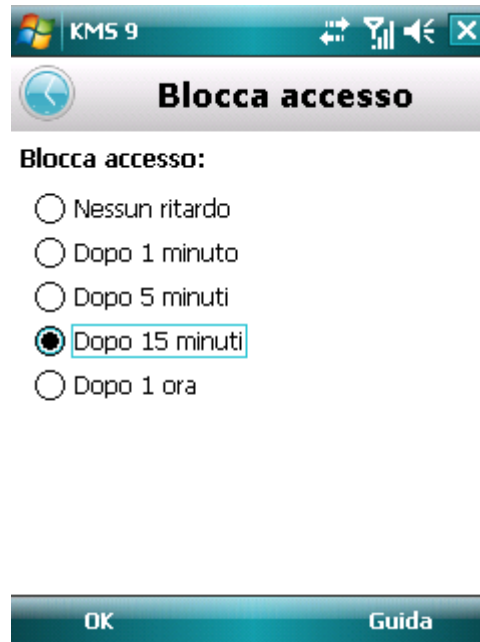 KMS 9
Blocca accesso
Blocca accesso:
Nessun ritardo
Dopo 1 minuto
Dopo 5 minuti
Dopo 15 minuti
Dopo 1 ora
OK Guida